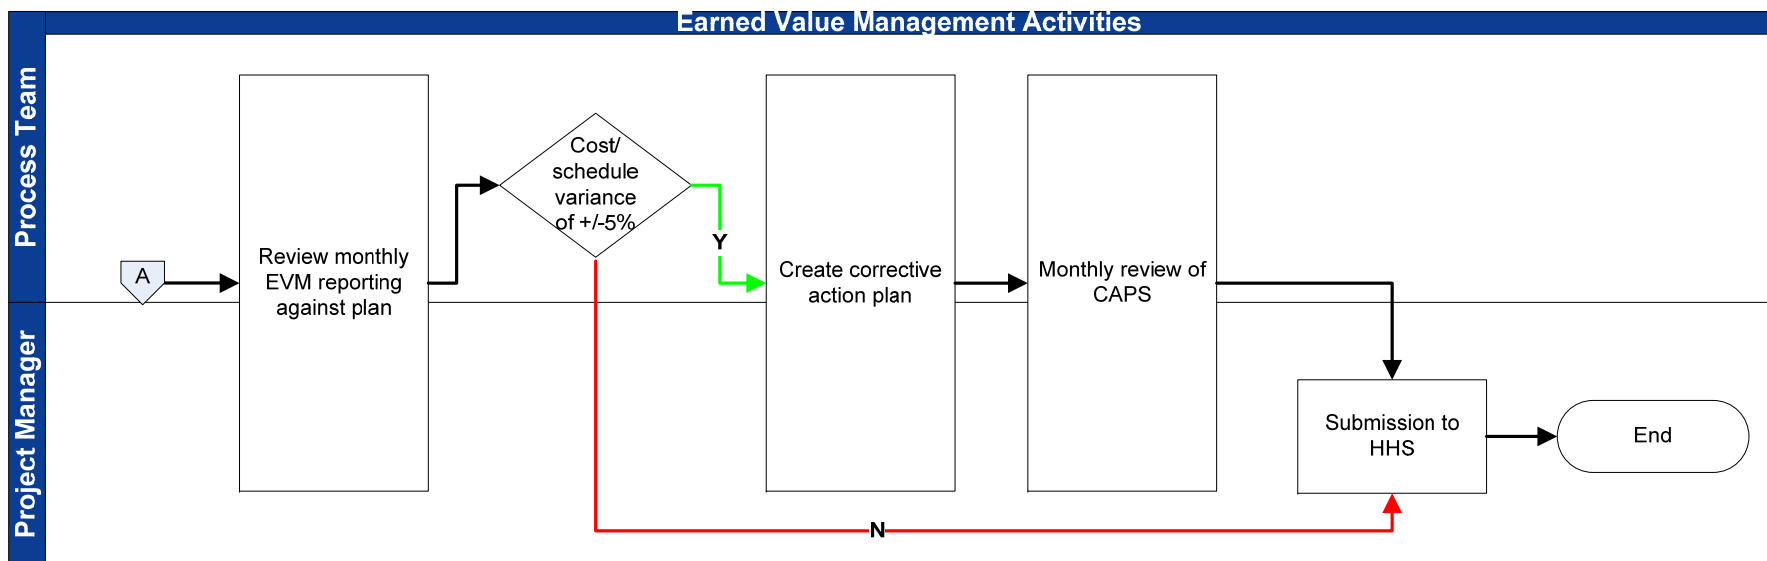 Earned Value Management Activities
Process Team
Project Manager
A
Review monthly
EVM reporting
against plan
Cost/
schedule
variance
of +/-5%
Y
N
Create corrective
action plan
Monthly review of
CAPS
Submission to
HHS
End